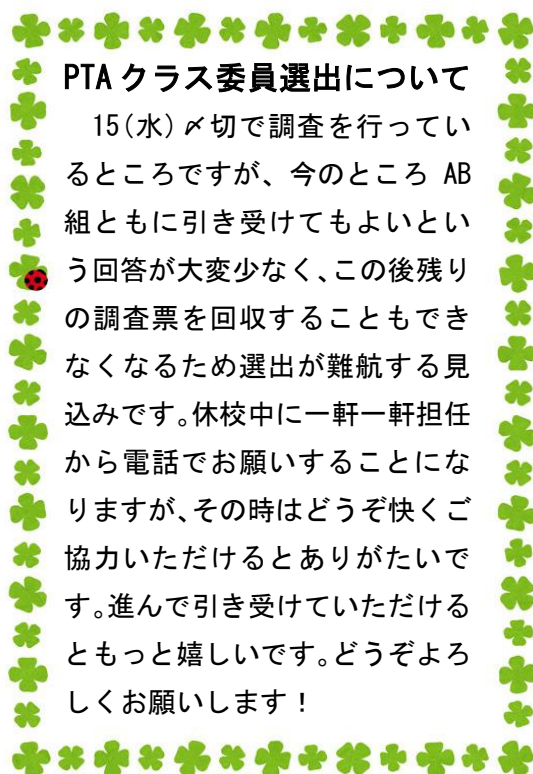 PTA クラス委員選出について
15(水)〆切で調査を行ってい
るところですが、今のところ AB
組ともに引き受けてもよいとい
う回答が大変少なく、この後残り
の調査票を回収することもでき
なくなるため選出が難航する見
込みです。休校中に一軒一軒担任
から電話でお願いすることにな
りますが、その時はどうぞ快くご
協力いただけるとありがたいで
す。進んで引き受けていただける
ともっと嬉しいです。どうぞよろ
しくお願いします！